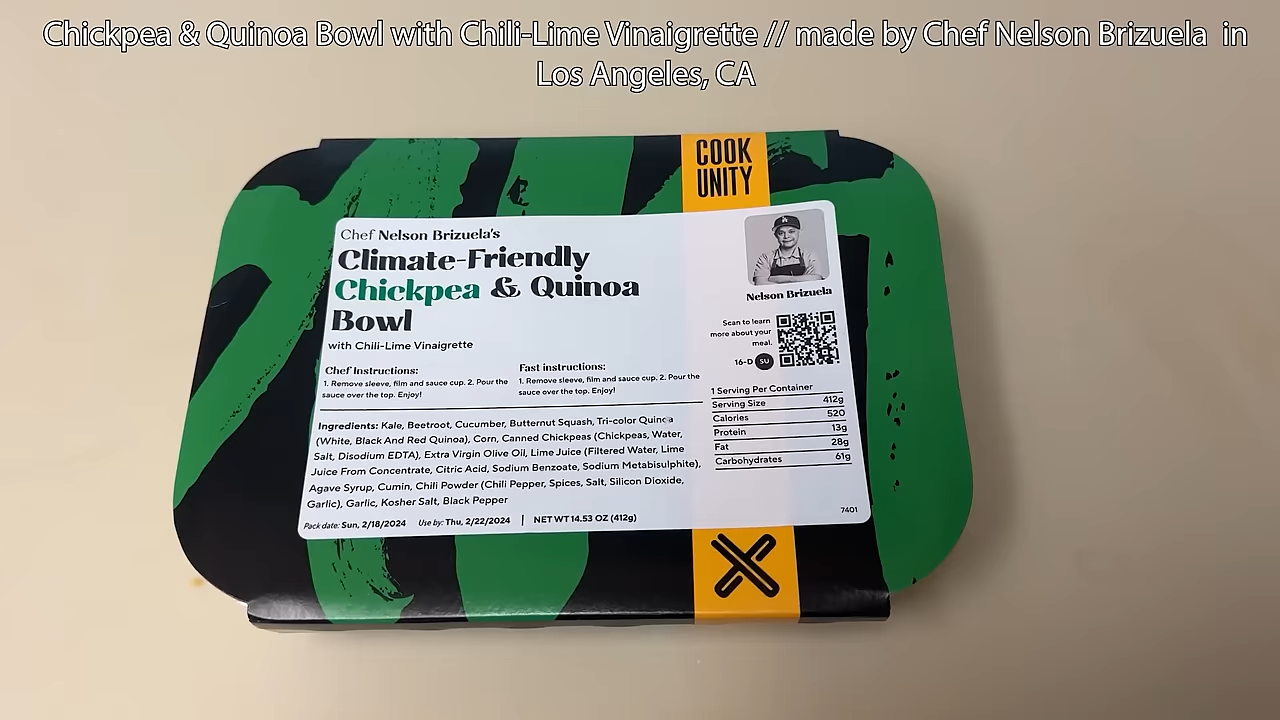 Chickpea & Quinoa Bowl with Chili-Lime Vinaigrette // made by Chef Nelson Brizuela in
Los Angeles, CA
COOK
UNITY
Chef Nelson Brizuela's
Climate-Friendly
Chickpea & Quinoa
Bowl
with Chili-Lime Vinaigrette
Nelson Brizuela
Scan to learn
more about your
meal.
16-D SU
Chef Instructions:
1. Remove sleeve, film and sauce cup. 2. Pour the
sauce over the top. Enjoy!
Fast instructions:
1. Remove sleeve, film and sauce cup. 2. Pour the
sauce over the top. Enjoy!
Ingredients: Kale, Beetroot, Cucumber, Butternut Squash, Tri-color Quinoa
(White, Black And Red Quinoa), Corn, Canned Chickpeas (Chickpeas, Water,
Salt, Disodium EDTA), Extra Virgin Olive Oil, Lime Juice (Filtered Water, Lime
Juice From Concentrate, Citric Acid, Sodium Benzoate, Sodium Metabisulphite),
Agave Syrup, Cumin, Chili Powder (Chili Pepper, Spices, Salt, Silicon Dioxide,
Garlic), Garlic, Kosher Salt, Black Pepper
Pack date: Sun, 2/18/2024 Use by: Thu, 2/22/2024 | NET WT 14.53 OZ (412g)
1 Serving Per Container
Serving Size 412g
Calories 520
Protein 13g
Fat 28g
Carbohydrates 61g
7401